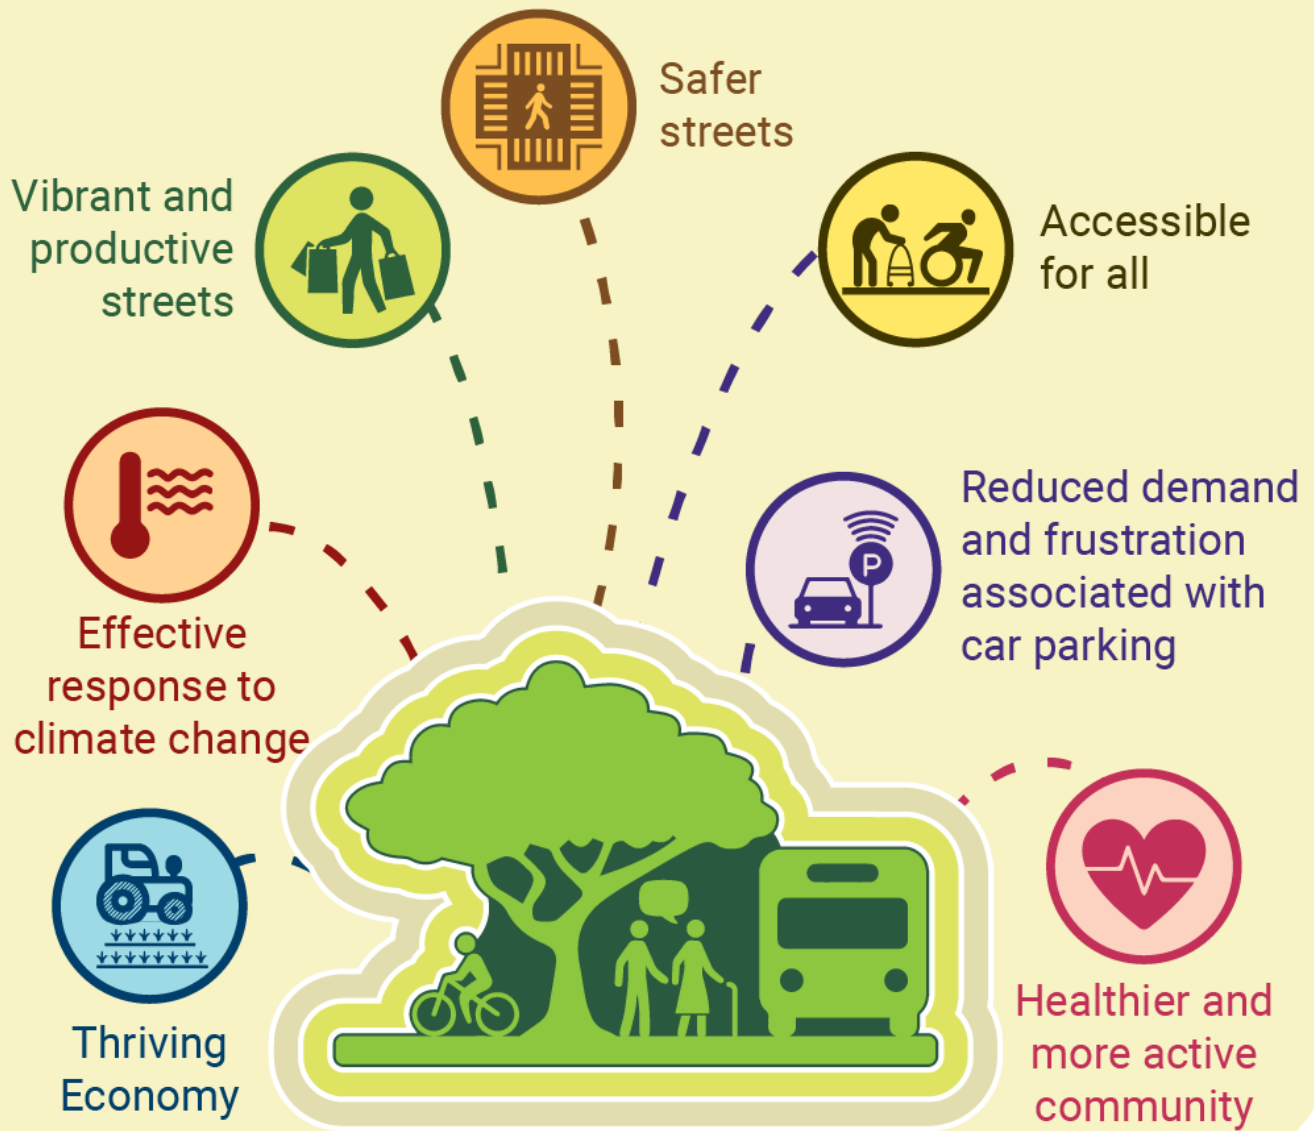 Safer
streets
Vibrant and
productive
streets
Accessible
for all
Reduced demand
and frustration
associated with
car parking
P
Effective
response to
climate change
Thriving
Economy
Healthier and
more active
community